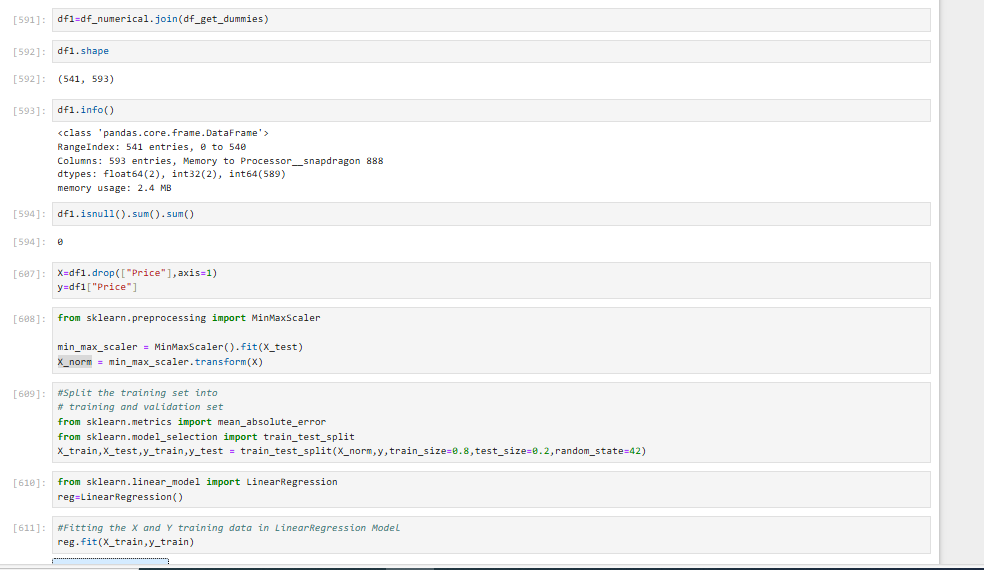 [591]: df1=df_numerical.join(df_get_dummies)
[592]: df1.shape
[592]: (541, 593)
[593]: df1.info()
<class 'pandas.core.frame.DataFrame'>
RangeIndex: 541 entries, 0 to 540
Columns: 593 entries, Memory to Processor__snapdragon 888
dtypes: float64(2), int32(2), int64(589)
memory usage: 2.4 MB
[594]: df1.isnull().sum().sum()
[594]: 0
[607]: X=df1.drop(["Price"],axis=1)
y=df1["Price"]
[608]: from sklearn.preprocessing import MinMaxScaler
min_max_scaler = MinMaxScaler().fit(X_test)
X_norm = min_max_scaler.transform(X)
[609]: #Split the training set into
# training and validation set
from sklearn.metrics import mean_absolute_error
from sklearn.model_selection import train_test_split
X_train,X_test,y_train,y_test = train_test_split(X_norm,y,train_size=0.8,test_size=0.2,random_state=42)
[610]: from sklearn.linear_model import LinearRegression
reg=LinearRegression()
[611]: #Fitting the X and Y training data in LinearRegression Model
reg.fit(X_train,y_train)